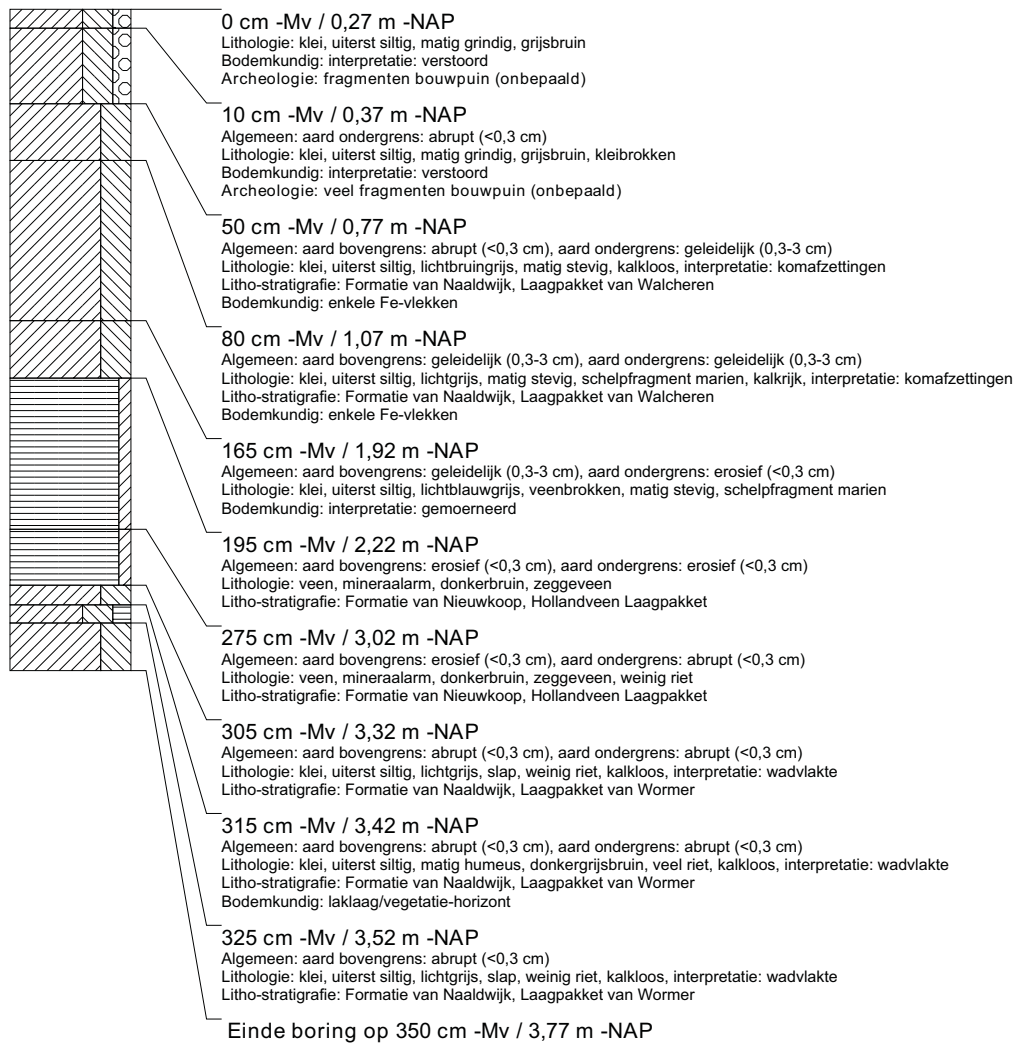 0 cm -Mv / 0,27 m -NAP
Lithologie: klei, uiterst siltig, matig grindig, grijsbruin
Bodemkundig: interpretatie: verstoord
Archeologie: fragmenten bouwpuin (onbepaald)
10 cm -Mv / 0,37 m -NAP
Algemeen: aard ondergrens: abrupt (<0,3 cm)
Lithologie: klei, uiterst siltig, matig grindig, grijsbruin, kleibrokken
Bodemkundig: interpretatie: verstoord
Archeologie: veel fragmenten bouwpuin (onbepaald)
50 cm -Mv / 0,77 m -NAP
Algemeen: aard bovengrens: abrupt (<0,3 cm), aard ondergrens: geleidelijk (0,3-3 cm)
Lithologie: klei, uiterst siltig, lichtbruingrijs, matig stevig, kalkloos, interpretatie: komafzettingen
Litho-stratigrafie: Formatie van Naaldwijk, Laagpakket van Walcheren
Bodemkundig: enkele Fe-vlekken
80 cm -Mv / 1,07 m -NAP
Algemeen: aard bovengrens: geleidelijk (0,3-3 cm), aard ondergrens: geleidelijk (0,3-3 cm)
Lithologie: klei, uiterst siltig, lichtgrijs, matig stevig, schelpfragment marien, kalkrijk, interpretatie: komafzettingen
Litho-stratigrafie: Formatie van Naaldwijk, Laagpakket van Walcheren
Bodemkundig: enkele Fe-vlekken
165 cm -Mv / 1,92 m -NAP
Algemeen: aard bovengrens: geleidelijk (0,3-3 cm), aard ondergrens: erosief (<0,3 cm)
Lithologie: klei, uiterst siltig, lichtblauwgrijs, veenbrokken, matig stevig, schelpfragment marien
Bodemkundig: interpretatie: gemoerneerd
195 cm -Mv / 2,22 m -NAP
Algemeen: aard bovengrens: erosief (<0,3 cm), aard ondergrens: erosief (<0,3 cm)
Lithologie: veen, mineraalarm, donkerbruin, zeggeveen
Litho-stratigrafie: Formatie van Nieuwkoop, Hollandveen Laagpakket
275 cm -Mv / 3,02 m -NAP
Algemeen: aard bovengrens: erosief (<0,3 cm), aard ondergrens: abrupt (<0,3 cm)
Lithologie: veen, mineraalarm, donkerbruin, zeggeveen, weinig riet
Litho-stratigrafie: Formatie van Nieuwkoop, Hollandveen Laagpakket
305 cm -Mv / 3,32 m -NAP
Algemeen: aard bovengrens: abrupt (<0,3 cm), aard ondergrens: abrupt (<0,3 cm)
Lithologie: klei, uiterst siltig, lichtgrijs, slap, weinig riet, kalkloos, interpretatie: wadvlakte
Litho-stratigrafie: Formatie van Naaldwijk, Laagpakket van Wormer
315 cm -Mv / 3,42 m -NAP
Algemeen: aard bovengrens: abrupt (<0,3 cm), aard ondergrens: abrupt (<0,3 cm)
Lithologie: klei, uiterst siltig, matig humeus, donkergrijsbruin, veel riet, kalkloos, interpretatie: wadvlakte
Litho-stratigrafie: Formatie van Naaldwijk, Laagpakket van Wormer
Bodemkundig: laklaag/vegetatie-horizont
325 cm -Mv / 3,52 m -NAP
Algemeen: aard bovengrens: abrupt (<0,3 cm)
Lithologie: klei, uiterst siltig, lichtgrijs, slap, weinig riet, kalkloos, interpretatie: wadvlakte
Litho-stratigrafie: Formatie van Naaldwijk, Laagpakket van Wormer
Einde boring op 350 cm -Mv / 3,77 m -NAP